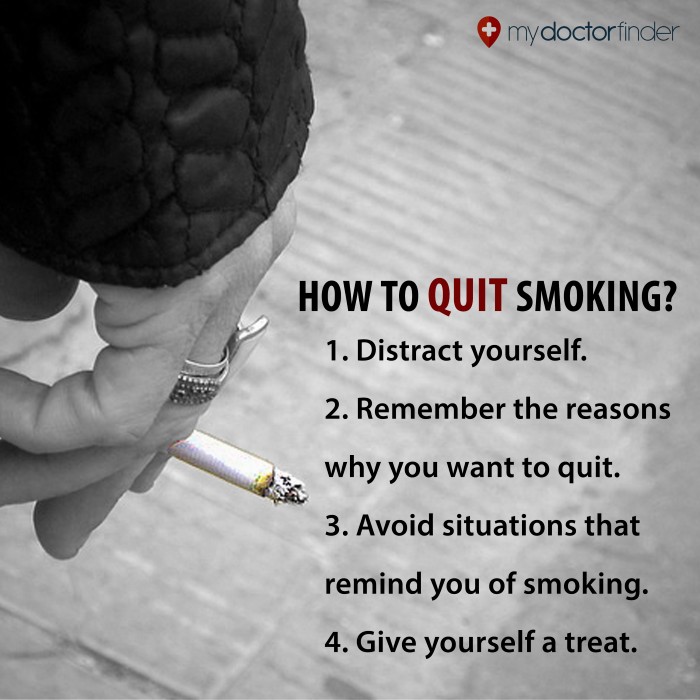 mydoctorfinder
HOW TO QUIT SMOKING?
1. Distract yourself.
2. Remember the reasons
why you want to quit.
3. Avoid situations that
remind you of smoking.
4. Give yourself a treat.